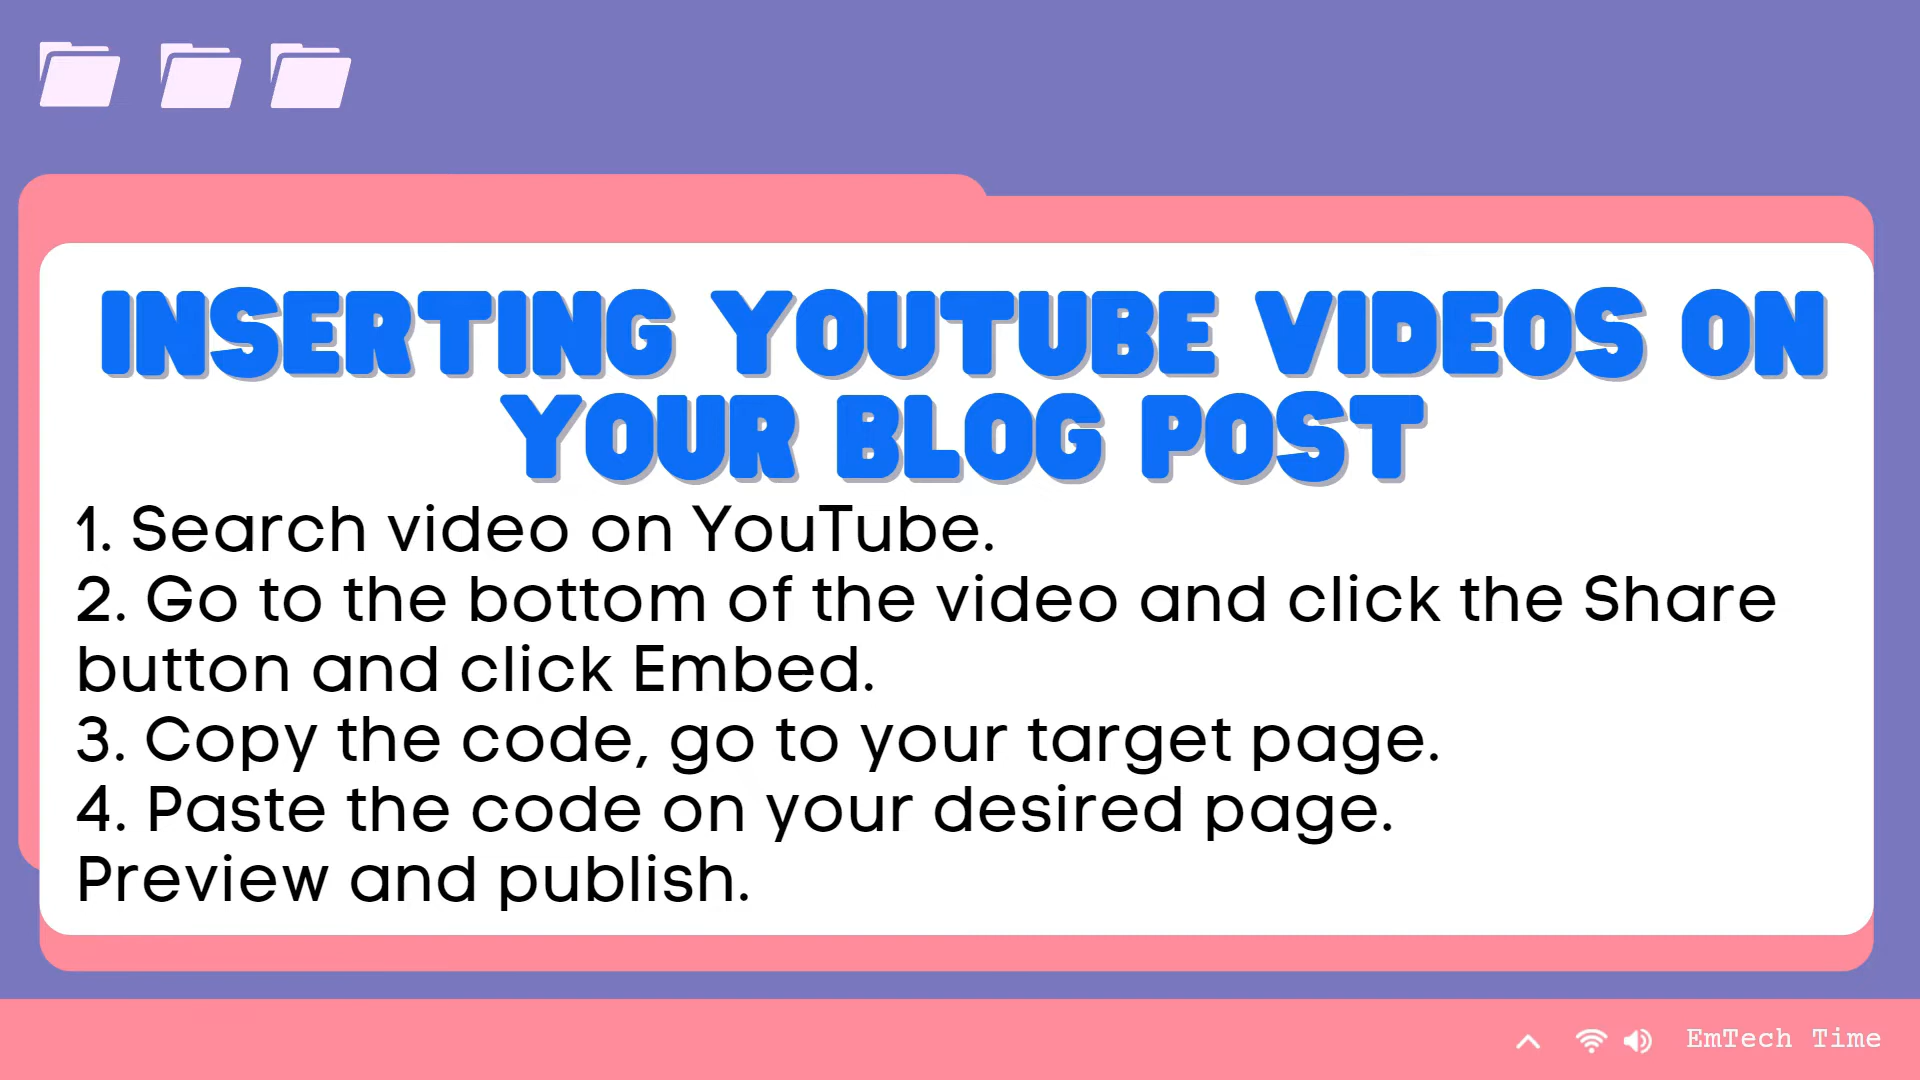 INSERTING YOUTUBE VIDEOS ON
YOUR BLOG POST
1. Search video on YouTube.
2. Go to the bottom of the video and click the Share
button and click Embed.
3. Copy the code, go to your target page.
4. Paste the code on your desired page.
Preview and publish.
EmTech Time